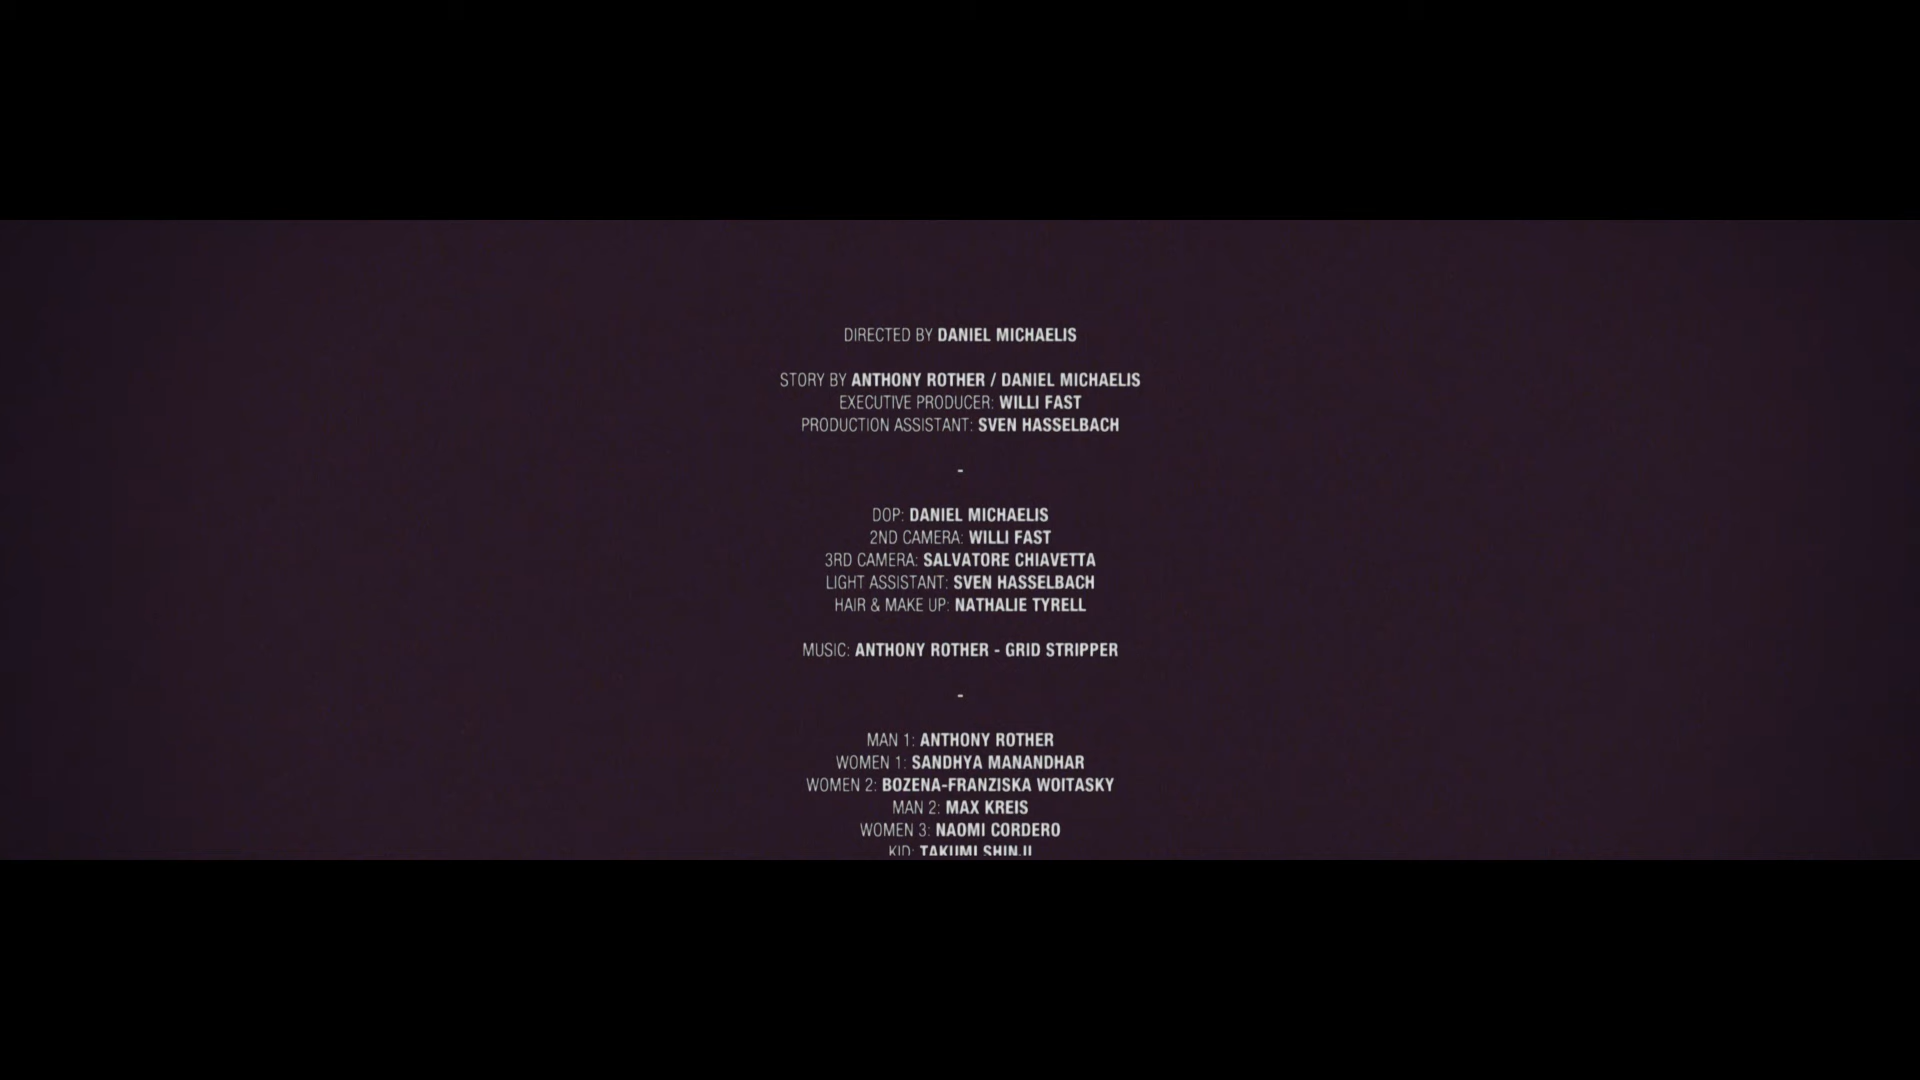 DIRECTED BY DANIEL MICHAELIS
STORY BY ANTHONY ROTHER / DANIEL MICHAELIS
EXECUTIVE PRODUCER: WILLI FAST
PRODUCTION ASSISTANT: SVEN HASSELBACH
-
DOP: DANIEL MICHAELIS
2ND CAMERA: WILLI FAST
3RD CAMERA: SALVATORE CHIAVETTA
LIGHT ASSISTANT: SVEN HASSELBACH
HAIR & MAKE UP: NATHALIE TYRELL
MUSIC: ANTHONY ROTHER - GRID STRIPPER
-
MAN 1: ANTHONY ROTHER
WOMEN 1: SANDHYA MANANDHAR
WOMEN 2: BOZENA-FRANZISKA WOITASKY
MAN 2: MAX KREIS
WOMEN 3: NAOMI CORDERO
KID: TAKUMI SHINJI